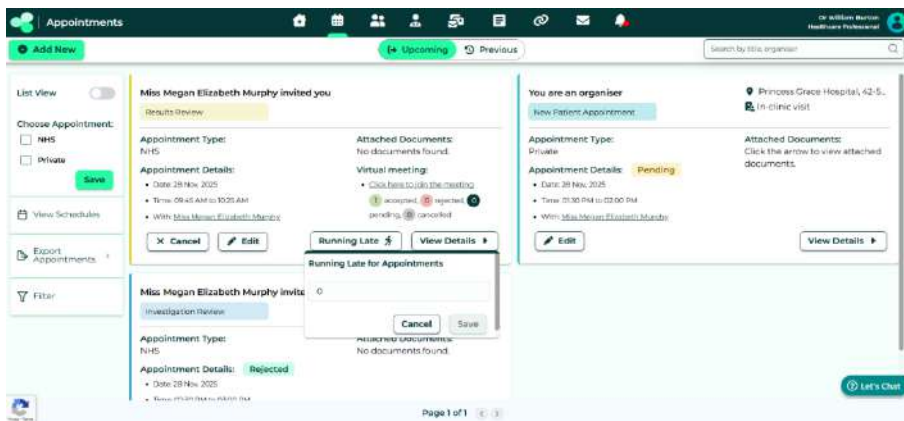 Appointments
Dr William Burton
Healthcare Professional
Add New
Upcoming
Previous
Search by title, organiser
List View
Choose Appointment:
NHS
Private
Save
View Schedules
Export
Appointments
Filter
Miss Megan Elizabeth Murphy invited you
Results Review
Appointment Type:
NHS
Appointment Details:
• Date: 28 Nov, 2025
• Time: 09:45 AM to 10:25 AM
• With: Miss Megan Elizabeth Murphy
Attached Documents:
No documents found.
Virtual meeting:
• Click here to join the meeting
1 accepted, 0 rejected, 0
pending, 0 cancelled
Cancel
Edit
Running Late
View Details
Running Late for Appointments
0
Cancel
Save
You are an organiser
New Patient Appointment
Princess Grace Hospital, 42-5..
In-clinic visit
Appointment Type:
Private
Appointment Details: Pending
• Date: 28 Nov, 2025
• Time: 01:30 PM to 02:00 PM
• With: Miss Megan Elizabeth Murphy
Attached Documents:
Click the arrow to view attached
documents.
Edit
View Details
Miss Megan Elizabeth Murphy invite
Investigation Review
Appointment Type:
NHS
Attached Documents:
No documents found.
Appointment Details: Rejected
• Date: 28 Nov, 2025
Page 1 of 1
Let's Chat